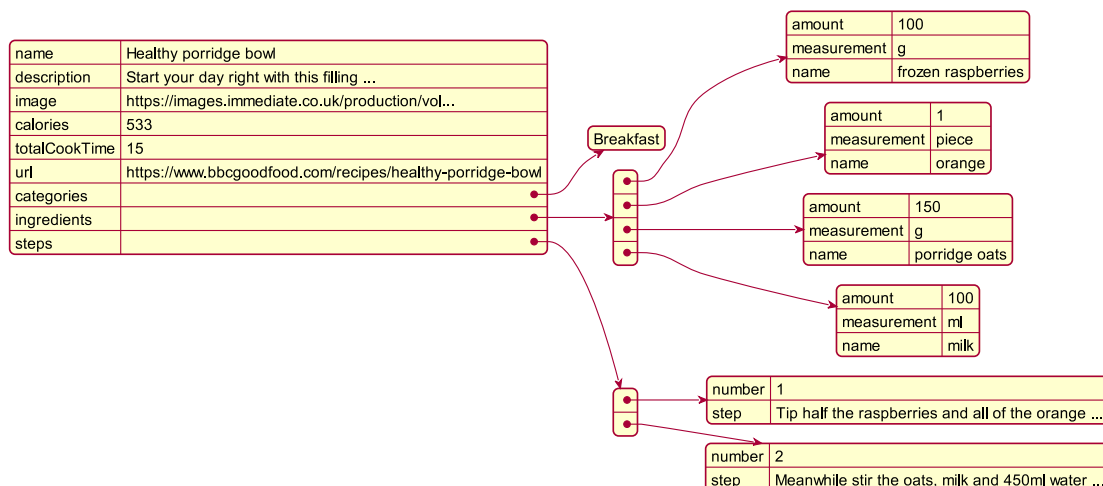 name Healthy porridge bowl
description Start your day right with this filling ...
image https://images.immediate.co.uk/production/vol...
calories 533
totalCookTime 15
url https://www.bbcgoodfood.com/recipes/healthy-porridge-bowl
categories
ingredients
steps
Breakfast
amount 100
measurement g
name frozen raspberries
amount 1
measurement piece
name orange
amount 150
measurement g
name porridge oats
amount 100
measurement ml
name milk
number 1
step Tip half the raspberries and all of the orange ...
number 2
step Meanwhile stir the oats, milk and 450ml water ...